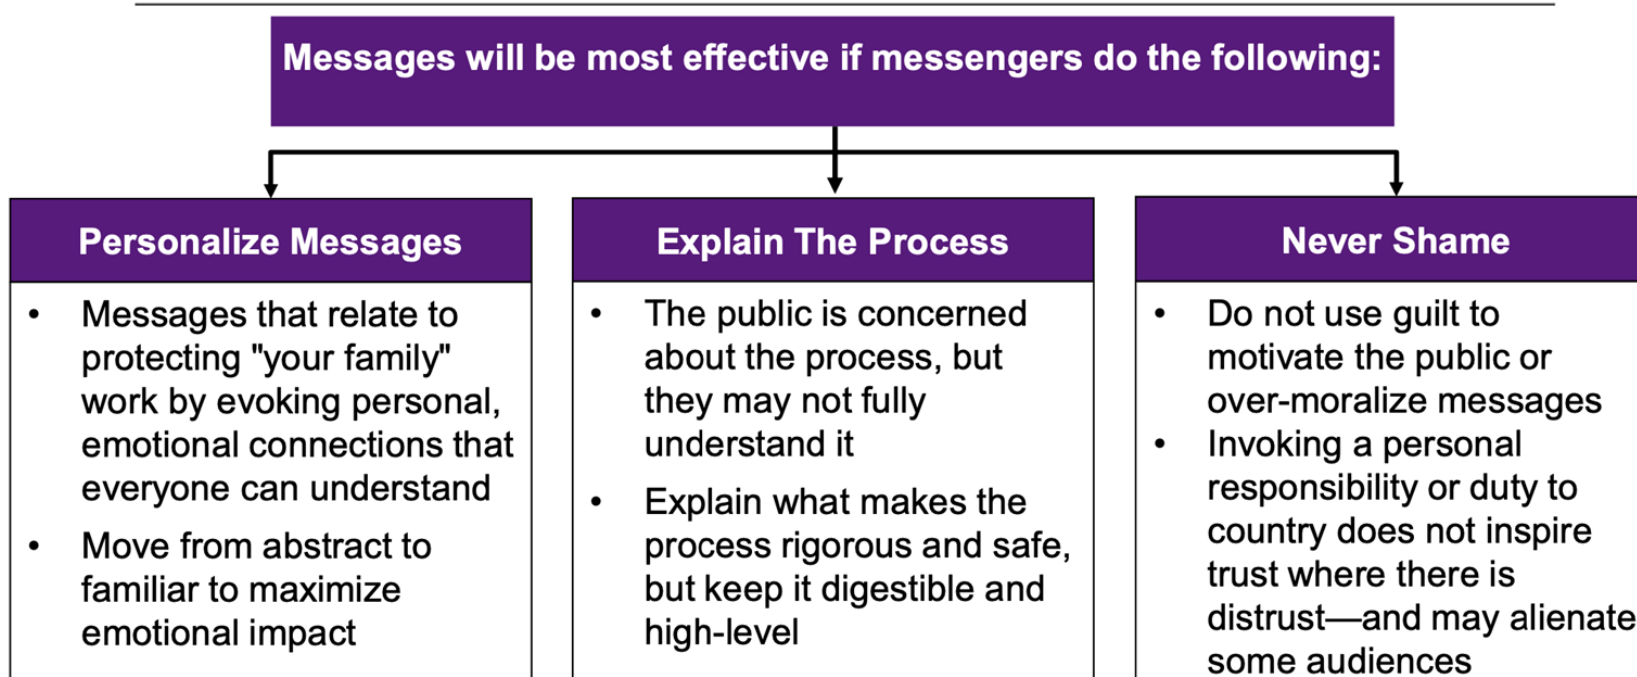 Messages will be most effective if messengers do the following:
Personalize Messages
• Messages that relate to
protecting "your family"
work by evoking personal,
emotional connections that
everyone can understand
• Move from abstract to
familiar to maximize
emotional impact
Explain The Process
• The public is concerned
about the process, but
they may not fully
understand it
• Explain what makes the
process rigorous and safe,
but keep it digestible and
high-level
Never Shame
• Do not use guilt to
motivate the public or
over-moralize messages
• Invoking a personal
responsibility or duty to
country does not inspire
trust where there is
distrust—and may alienate
some audiences